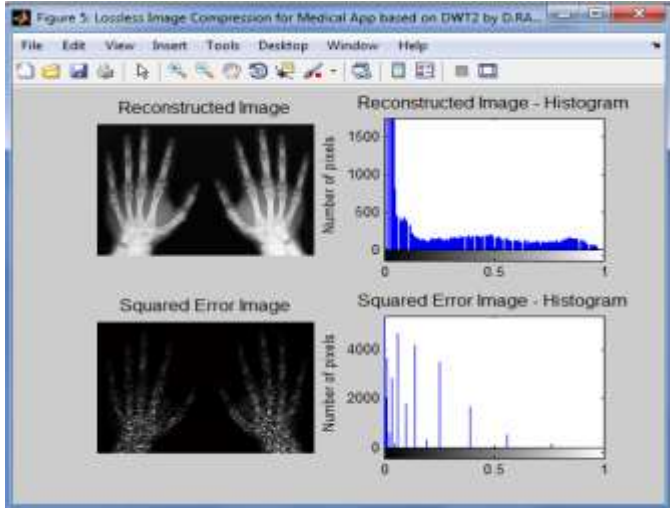 Figure 5: Lossless Image Compression for Medical App based on DWT2 by D.RA...
File Edit View Insert Tools Desktop Window Help
Reconstructed Image
Reconstructed Image - Histogram
Number of pixels
1500
1000
500
0
0 0.5 1
Squared Error Image
Squared Error Image - Histogram
Number of pixels
4000
2000
0
0 0.5 1